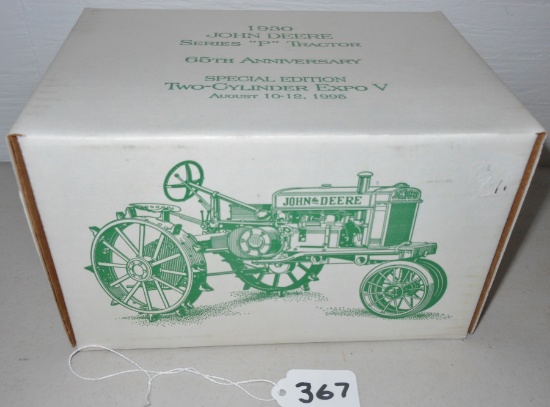 1930
JOHN DEERE
SERIES "P" TRACTOR
65TH ANNIVERSARY
SPECIAL EDITION
TWO-CYLINDER EXPO V
AUGUST 10-12, 1995
JOHN DEERE
367